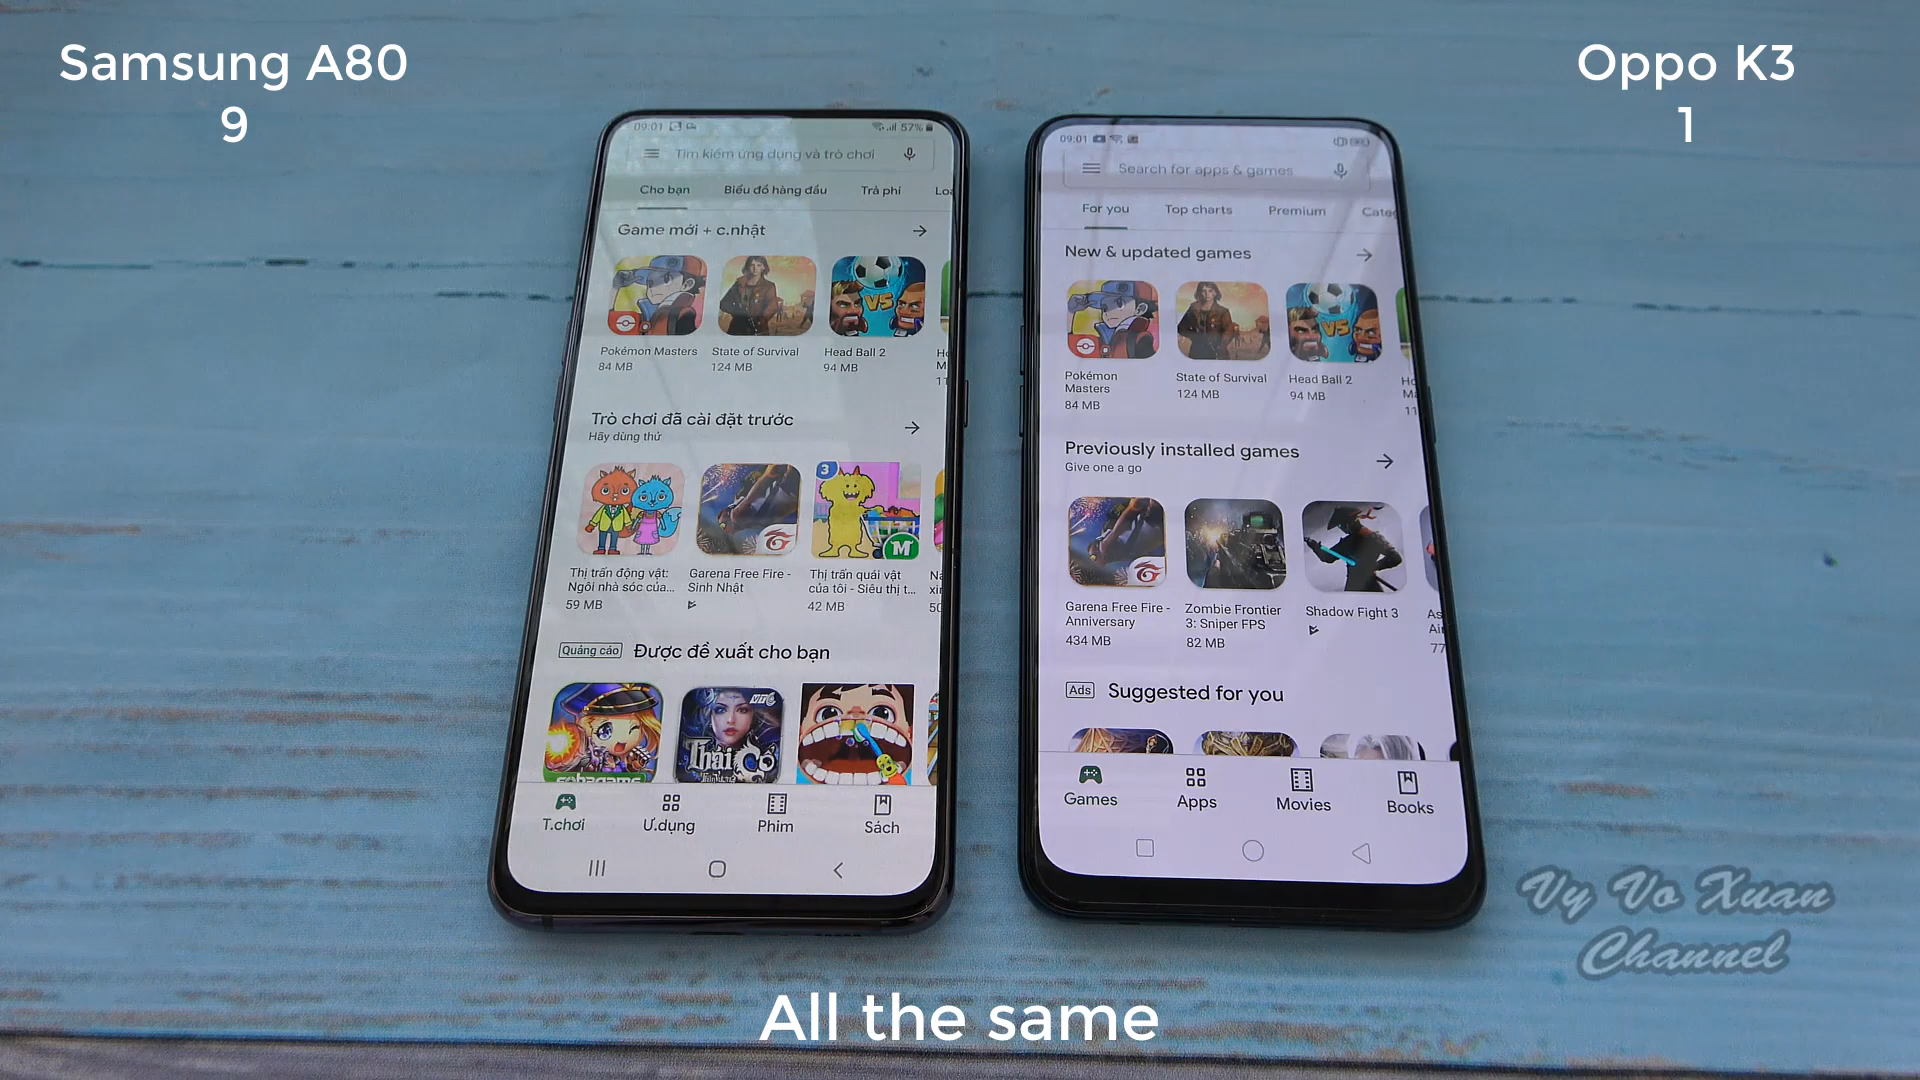 Samsung A80
9
Oppo K3
1
09:01
57%
Tìm kiếm ứng dụng và trò chơi
Cho bạn
Biểu đồ hàng đầu
Trả phí
Game mới + c.nhật
Pokémon Masters
84 MB
State of Survival
124 MB
VS
Head Ball 2
94 MB
Trò chơi đã cài đặt trước
Hãy dùng thử
Thị trấn động vật:
Ngôi nhà sóc của...
59 MB
Garena Free Fire -
Sinh Nhật
3
M
Thị trấn quái vật
của tôi - Siêu thị t...
42 MB
Quảng cáo
Được đề xuất cho bạn
VTC
Thái Cổ
T.chơi
Ư.dụng
Phim
Sách
09:01
Search for apps & games
For you
Top charts
Premium
New & updated games
Pokémon
Masters
84 MB
State of Survival
124 MB
VS
Head Ball 2
94 MB
Previously installed games
Give one a go
Garena Free Fire -
Anniversary
434 MB
Zombie Frontier
3: Sniper FPS
82 MB
Shadow Fight 3
Ads
Suggested for you
Games
Apps
Movies
Books
Vy Vo Xuan
Channel
All the same